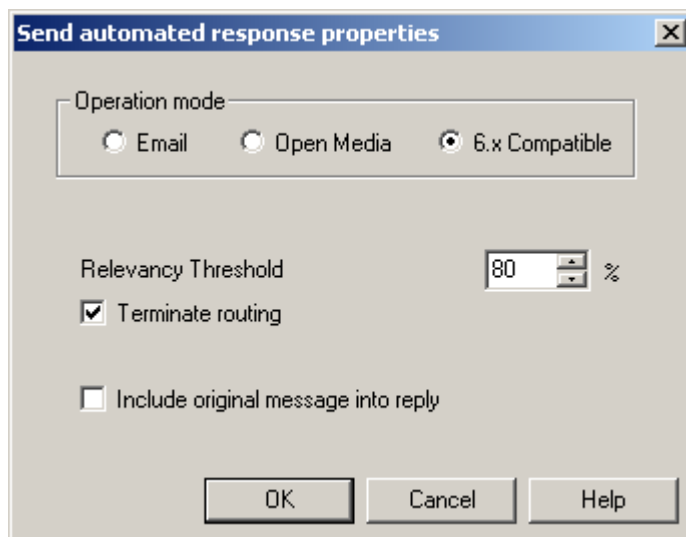 Send automated response properties
Operation mode
Email Open Media 6.x Compatible
Relevancy Threshold 80 %
Terminate routing
Include original message into reply
OK Cancel Help